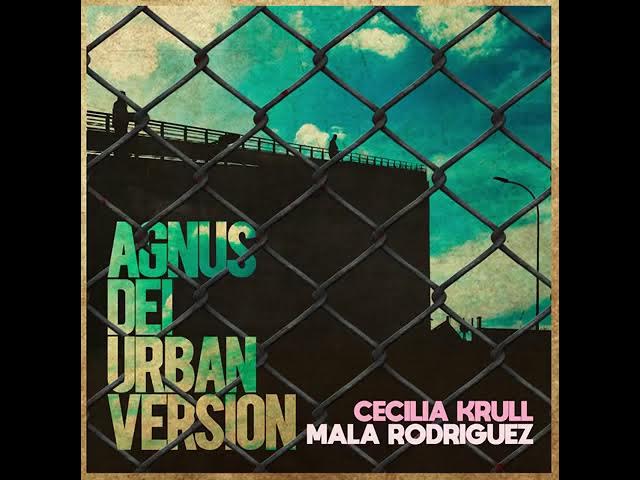 AGNUS
DEI
URBAN
VERSION
CECILIA KRULL
MALA RODRIGUEZ